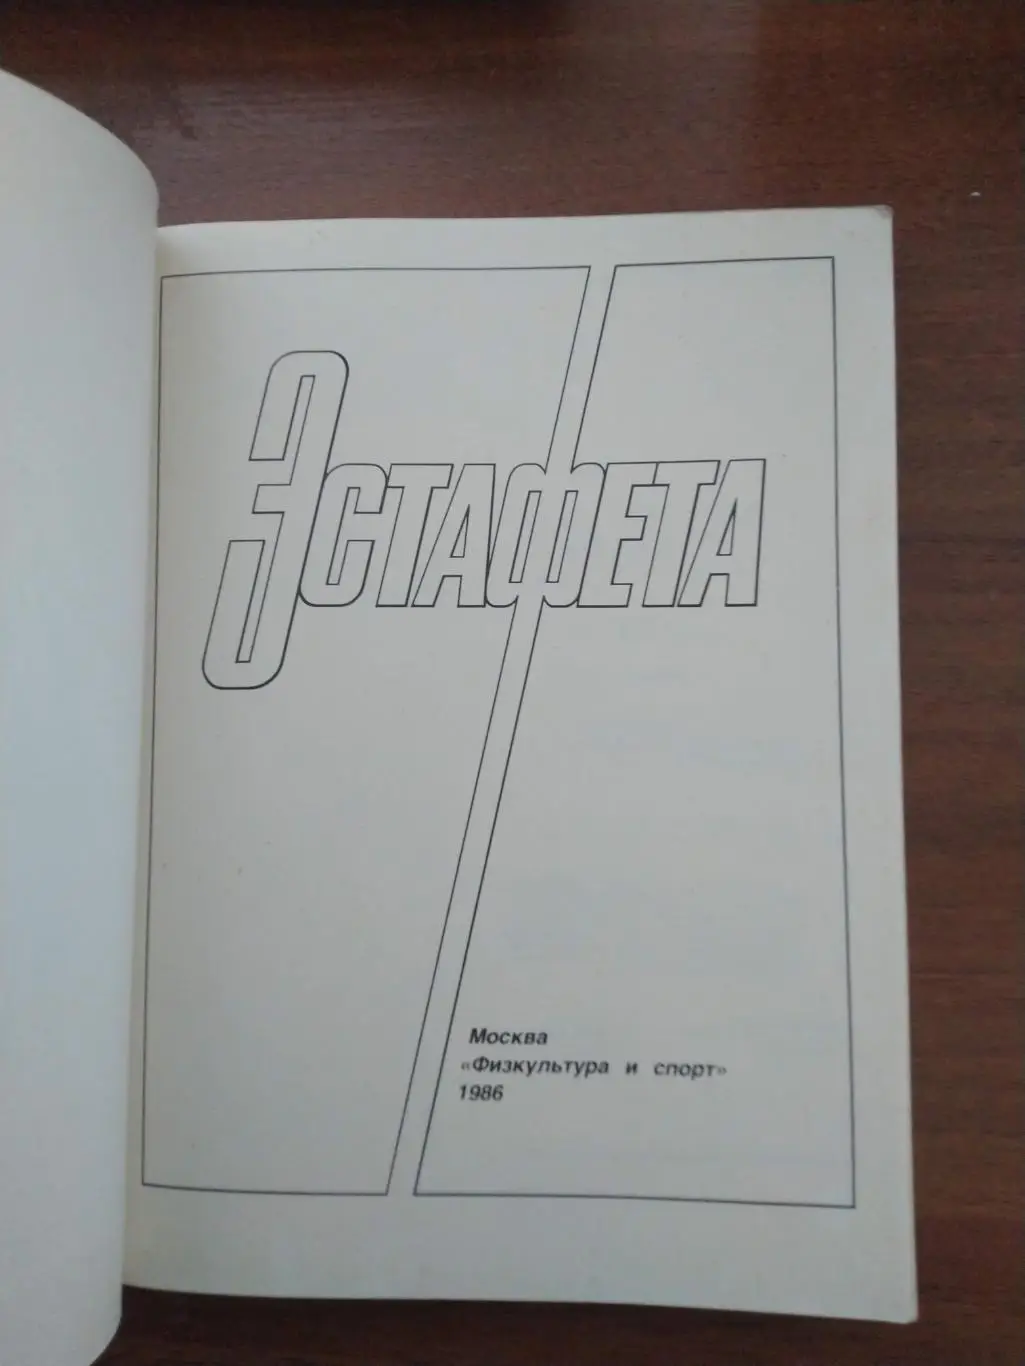 Эстафета
Москва
«Физкультура и спорт»
1986